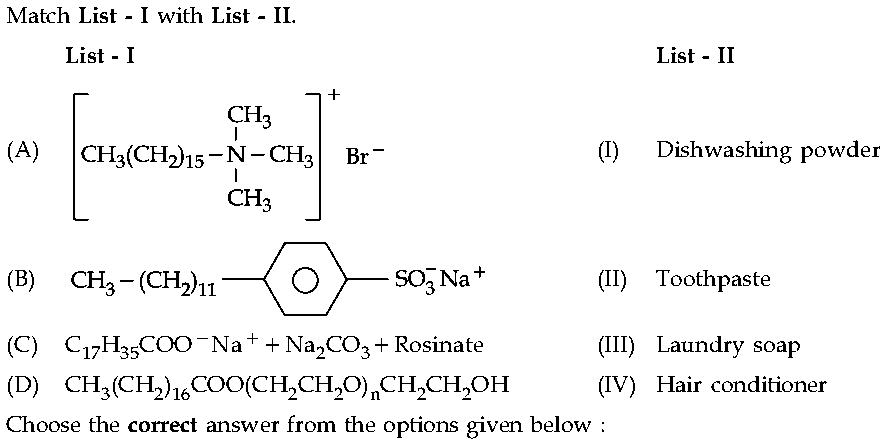 Match List - I with List - II.
List - I List - II
(A) [CH₃(CH₂)₁₅–N(CH₃)(CH₃)–CH₃]⁺ Br⁻ (I) Dishwashing powder
(B) CH₃–(CH₂)₁₁ SO₃⁻Na⁺ (II) Toothpaste
(C) C₁₇H₃₅COO⁻Na⁺ + Na₂CO₃ + Rosinate (III) Laundry soap
(D) CH₃(CH₂)₁₆COO(CH₂CH₂O)ₙCH₂CH₂OH (IV) Hair conditioner
Choose the correct answer from the options given below :